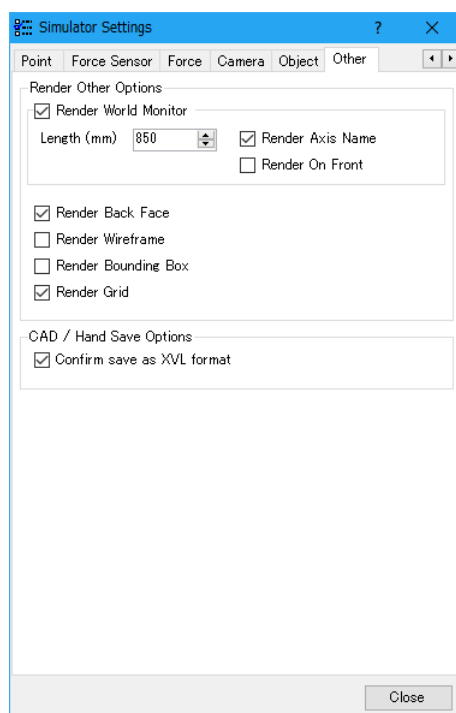 Simulator Settings ?
Point Force Sensor Force Camera Object Other
Render Other Options
Render World Monitor
Length (mm) 850 Render Axis Name
Render On Front
Render Back Face
Render Wireframe
Render Bounding Box
Render Grid
CAD / Hand Save Options
Confirm save as XVL format
Close